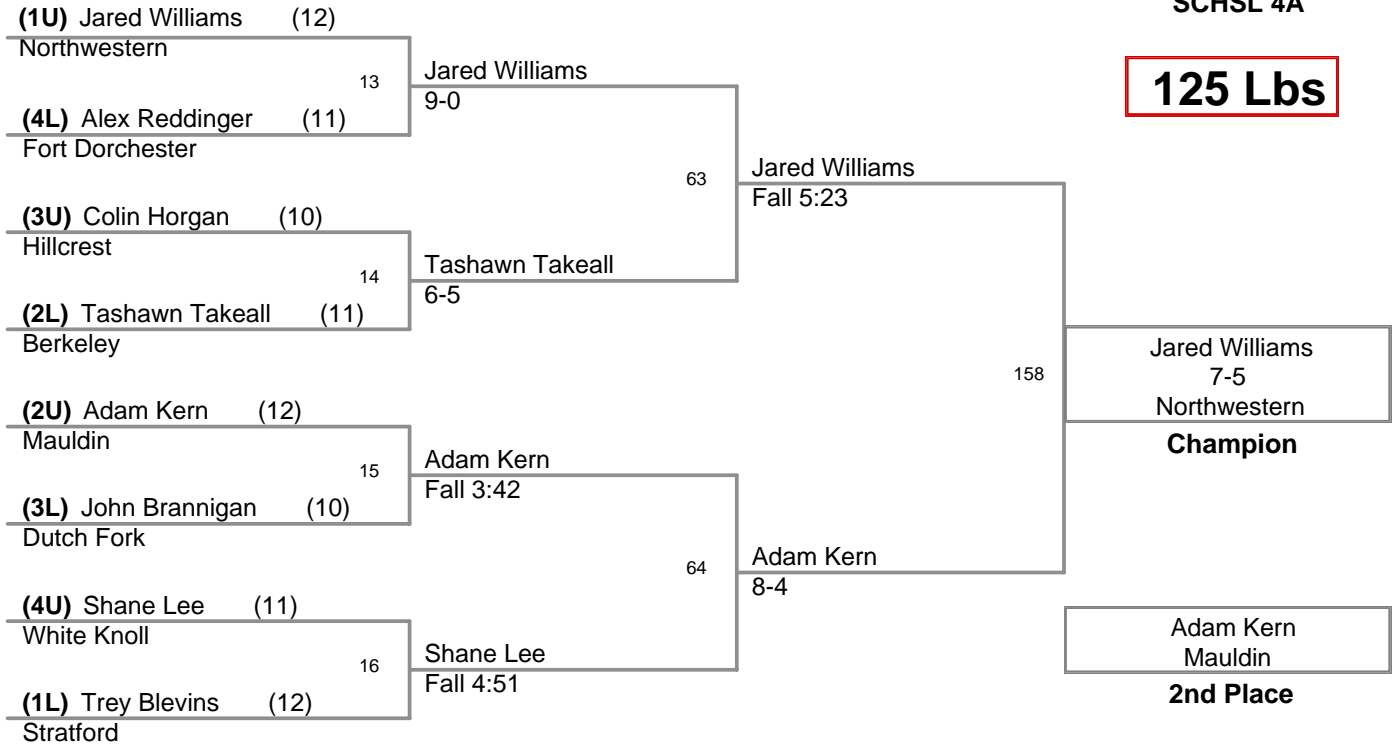 SCHSL 4A
125 Lbs
(1U) Jared Williams (12)
Northwestern
13
(4L) Alex Reddinger (11)
Fort Dorchester
Jared Williams
9-0
(3U) Colin Horgan (10)
Hillcrest
14
(2L) Tashawn Takeall (11)
Berkeley
Tashawn Takeall
6-5
63
Jared Williams
Fall 5:23
(2U) Adam Kern (12)
Mauldin
15
(3L) John Brannigan (10)
Dutch Fork
Adam Kern
Fall 3:42
(4U) Shane Lee (11)
White Knoll
16
(1L) Trey Blevins (12)
Stratford
Shane Lee
Fall 4:51
64
Adam Kern
8-4
158
Jared Williams
7-5
Northwestern
Champion
Adam Kern
Mauldin
2nd Place